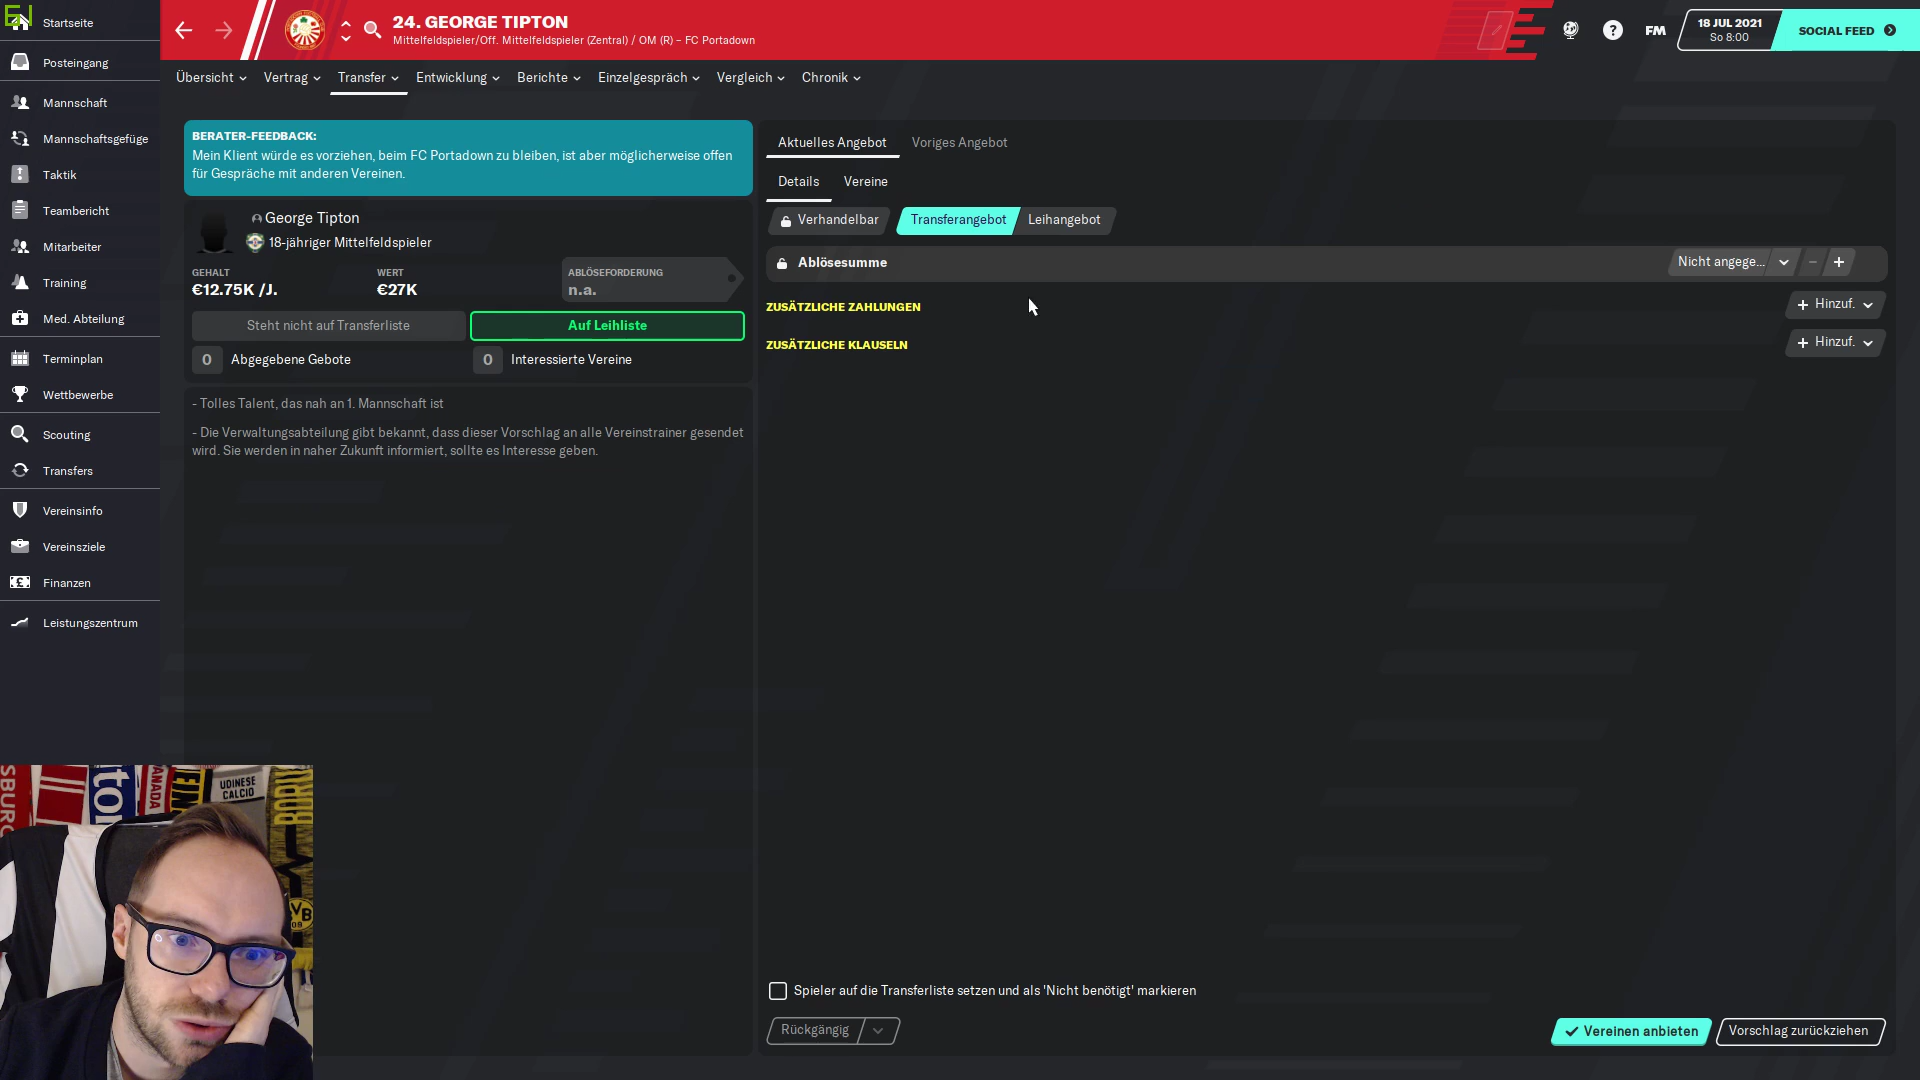 Startseite
Posteingang
Mannschaft
Mannschaftsgefüge
Taktik
Teambericht
Mitarbeiter
Training
Med. Abteilung
Terminplan
Wettbewerbe
Scouting
Transfers
Vereinsinfo
Vereinsziele
Finanzen
Leistungszentrum
24. GEORGE TIPTON
Mittelfeldspieler/Off. Mittelfeldspieler (Zentral) / OM (R) – FC Portadown
FM
18 JUL 2021
So 8:00
SOCIAL FEED
Übersicht Vertrag Transfer Entwicklung Berichte Einzelgespräch Vergleich Chronik
BERATER-FEEDBACK:
Mein Klient würde es vorziehen, beim FC Portadown zu bleiben, ist aber möglicherweise offen
für Gespräche mit anderen Vereinen.
George Tipton
18-jähriger Mittelfeldspieler
GEHALT WERT ABLÖSEFORDERUNG
€12.75K /J. €27K n.a.
Steht nicht auf Transferliste Auf Leihliste
0 Abgegebene Gebote 0 Interessierte Vereine
- Tolles Talent, das nah an 1. Mannschaft ist
- Die Verwaltungsabteilung gibt bekannt, dass dieser Vorschlag an alle Vereinstrainer gesendet
wird. Sie werden in naher Zukunft informiert, sollte es Interesse geben.
Aktuelles Angebot Voriges Angebot
Details Vereine
Verhandelbar Transferangebot Leihangebot
Ablösesumme Nicht angege... − +
ZUSÄTZLICHE ZAHLUNGEN + Hinzuf.
ZUSÄTZLICHE KLAUSELN + Hinzuf.
Spieler auf die Transferliste setzen und als 'Nicht benötigt' markieren
Rückgängig Vereinen anbieten Vorschlag zurückziehen
SBURG
tot
ANADA
UDINESE
CALCIO
BVB
09